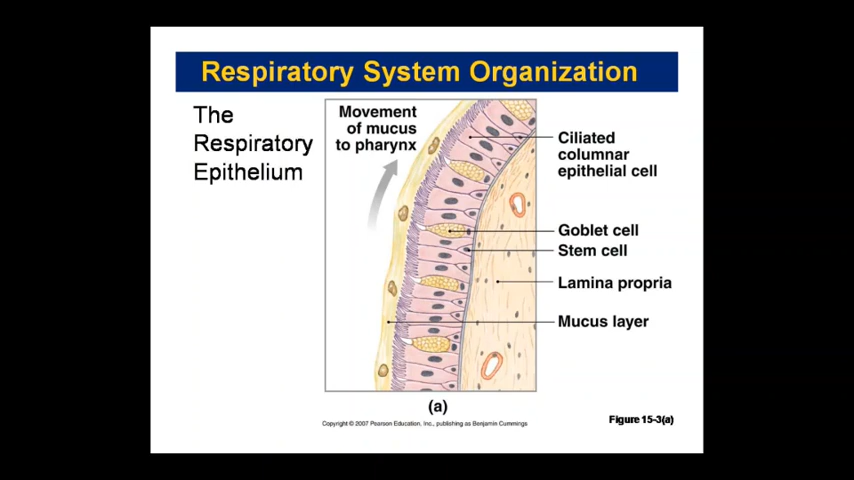 Respiratory System Organization
The
Respiratory
Epithelium
Movement
of mucus
to pharynx
Ciliated
columnar
epithelial cell
Goblet cell
Stem cell
Lamina propria
Mucus layer
(a)
Copyright © 2007 Pearson Education, Inc., publishing as Benjamin Cummings
Figure 15-3(a)